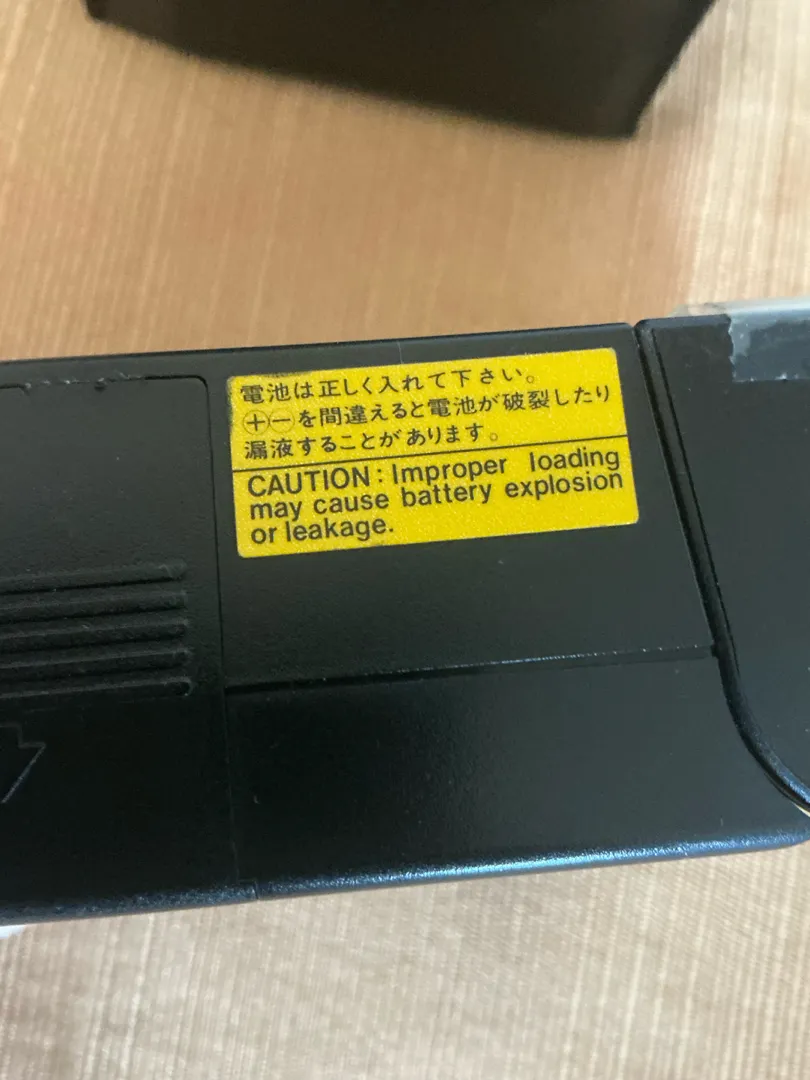 電池は正しく入れて下さい。
⊕⊖を間違えると電池が破裂したり
漏液することがあります。
CAUTION: Improper loading
may cause battery explosion
or leakage.